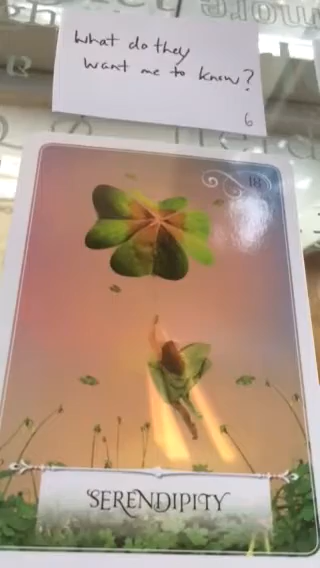 What do they
want me to know?
6
18
SERENDIPITY